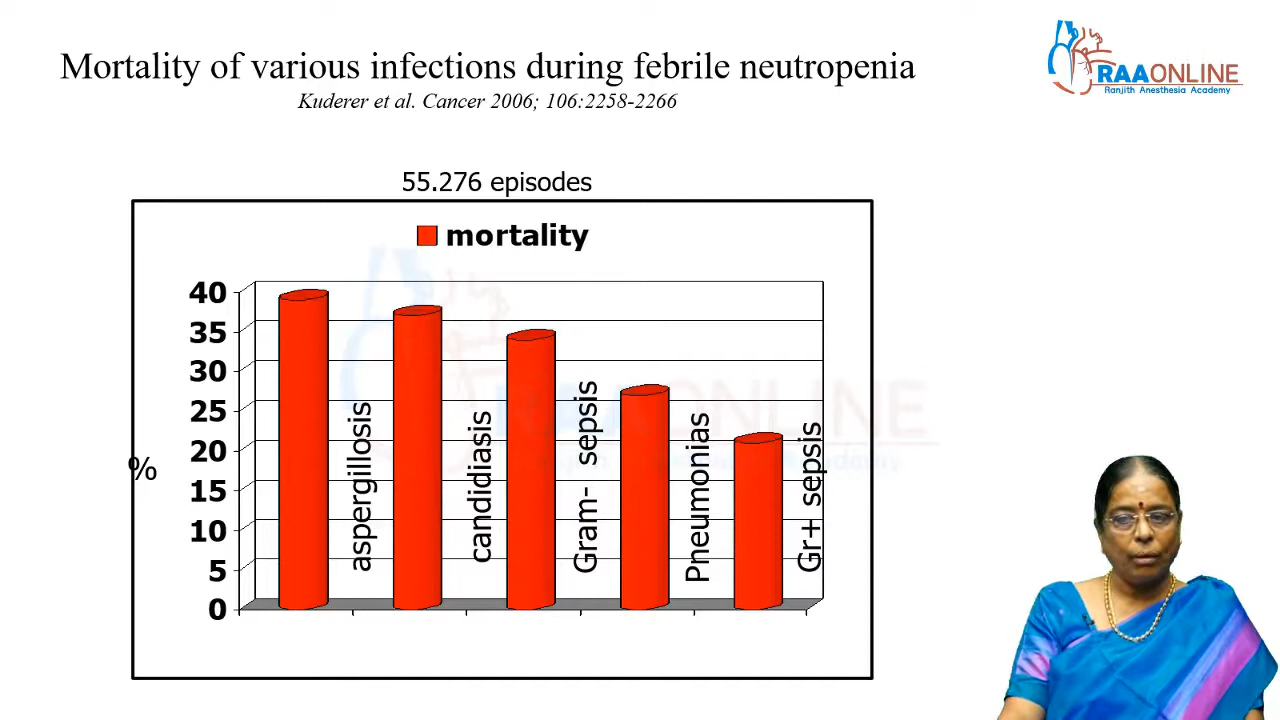 Mortality of various infections during febrile neutropenia
Kuderer et al. Cancer 2006; 106:2258-2266
RAAONLINE
Ranjith Anesthesia Academy
55.276 episodes
mortality
40
35
30
25
20
15
10
5
0
%
aspergillosis
candidiasis
Gram- sepsis
Pneumonias
Gr+ sepsis
RAAONLINE